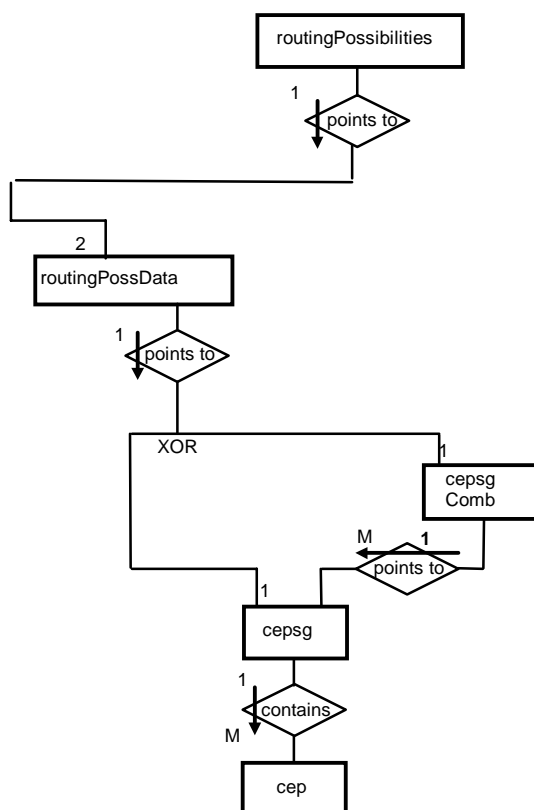 routingPossibilities
1
points to
2
routingPossData
1
points to
XOR
1
cepsg
Comb
M
1
points to
1
cepsg
1
contains
M
cep